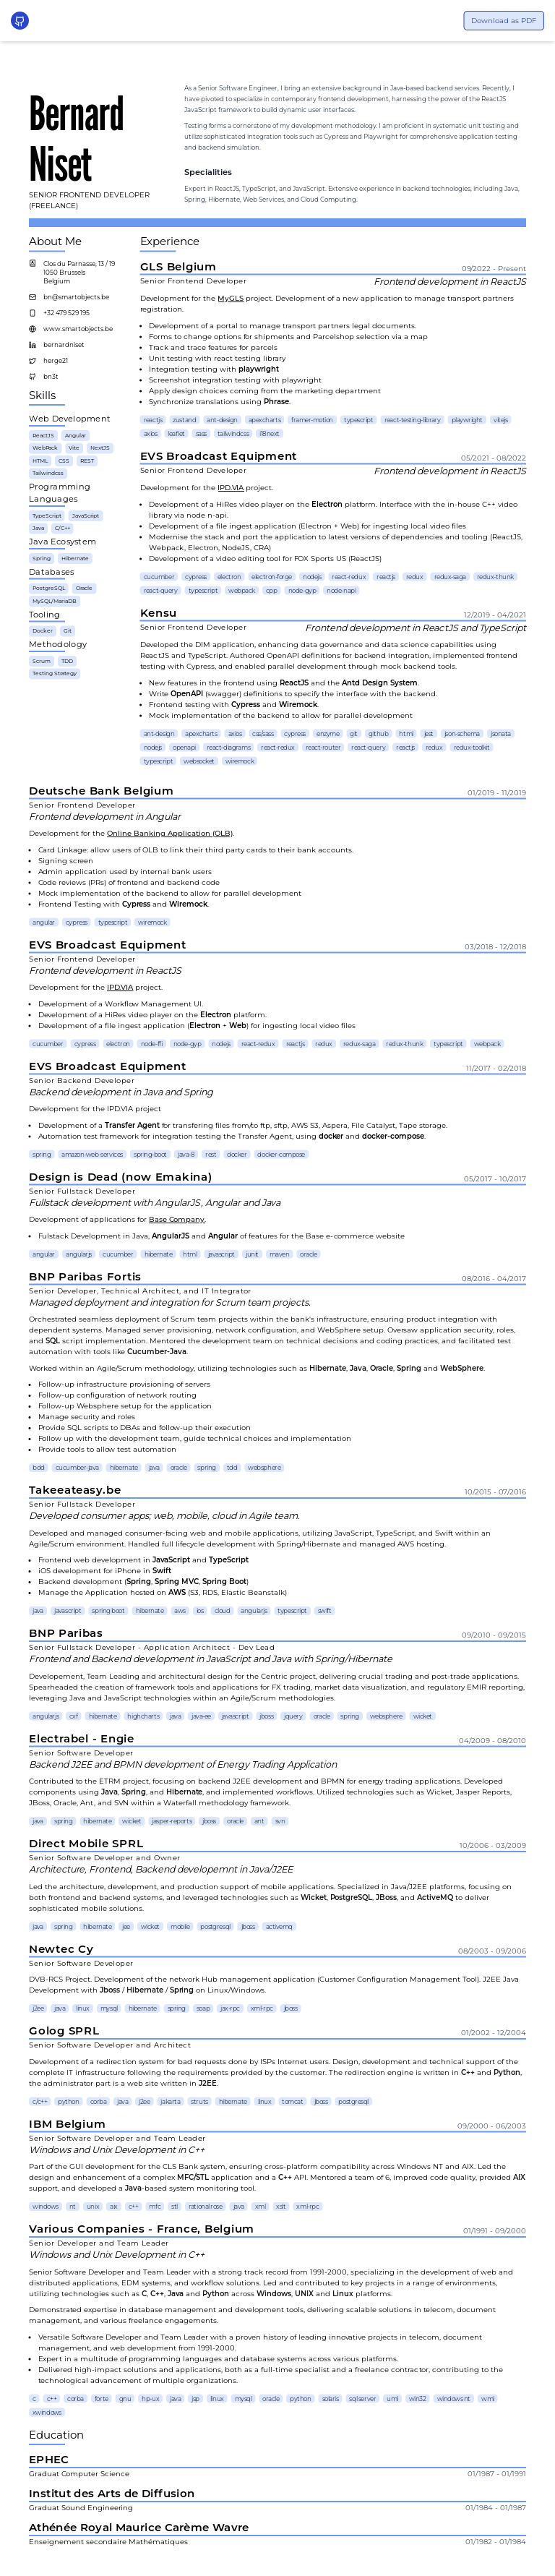 Download as PDF
Bernard
Niset
SENIOR FRONTEND DEVELOPER
(FREELANCE)
As a Senior Software Engineer, I bring an extensive background in Java-based backend services. Recently, I
have pivoted to specialize in contemporary frontend development, harnessing the power of the ReactJS
JavaScript framework to build dynamic user interfaces.
Testing forms a cornerstone of my development methodology. I am proficient in systematic unit testing and
utilize sophisticated integration tools such as Cypress and Playwright for comprehensive application testing
and backend simulation.
Specialities
Expert in ReactJS, TypeScript, and JavaScript. Extensive experience in backend technologies, including Java,
Spring, Hibernate, Web Services, and Cloud Computing.
About Me
Clos du Parnasse, 13 / 19
1050 Brussels
Belgium
bn@smartobjects.be
+32 479 529 195
www.smartobjects.be
bernardniset
herge21
bn3t
Skills
Web Development
ReactJS Angular
WebPack Vite NextJS
HTML CSS REST
Tailwindcss
Programming
Languages
TypeScript JavaScript
Java C/C++
Java Ecosystem
Spring Hibernate
Databases
PostgreSQL Oracle
MySQL/MariaDB
Tooling
Docker Git
Methodology
Scrum TDD
Testing Strategy
Experience
GLS Belgium 09/2022 - Present
Senior Frontend Developer Frontend development in ReactJS
Development for the MyGLS project. Development of a new application to manage transport partners
registration.
• Development of a portal to manage transport partners legal documents.
• Forms to change options for shipments and Parcelshop selection via a map
• Track and trace features for parcels
• Unit testing with react testing library
• Integration testing with playwright
• Screenshot integration testing with playwright
• Apply design choices coming from the marketing department
• Synchronize translations using Phrase.
reactjs zustand ant-design apexcharts framer-motion typescript react-testing-library playwright vitejs
axios leaflet sass tailwindcss i18next
EVS Broadcast Equipment 05/2021 - 08/2022
Senior Frontend Developer Frontend development in ReactJS
Development for the IPD.VIA project.
• Development of a HiRes video player on the Electron platform. Interface with the in-house C++ video
library via node n-api.
• Development of a file ingest application (Electron + Web) for ingesting local video files
• Modernise the stack and port the application to latest versions of dependencies and tooling (ReactJS,
Webpack, Electron, NodeJS, CRA)
• Development of a video editing tool for FOX Sports US (ReactJS)
cucumber cypress electron electron-forge nodejs react-redux reactjs redux redux-saga redux-thunk
react-query typescript webpack cpp node-gyp node-napi
Kensu 12/2019 - 04/2021
Senior Frontend Developer Frontend development in ReactJS and TypeScript
Developed the DIM application, enhancing data governance and data science capabilities using
ReactJS and TypeScript. Authored OpenAPI definitions for backend integration, implemented frontend
testing with Cypress, and enabled parallel development through mock backend tools.
• New features in the frontend using ReactJS and the Antd Design System.
• Write OpenAPI (swagger) definitions to specify the interface with the backend.
• Frontend testing with Cypress and Wiremock.
• Mock implementation of the backend to allow for parallel development
ant-design apexcharts axios css/sass cypress enzyme git github html jest json-schema jsonata
nodejs openapi react-diagrams react-redux react-router react-query reactjs redux redux-toolkit
typescript websocket wiremock
Deutsche Bank Belgium 01/2019 - 11/2019
Senior Frontend Developer
Frontend development in Angular
Development for the Online Banking Application (OLB).
• Card Linkage: allow users of OLB to link their third party cards to their bank accounts.
• Signing screen
• Admin application used by internal bank users
• Code reviews (PRs) of frontend and backend code
• Mock implementation of the backend to allow for parallel development
• Frontend Testing with Cypress and Wiremock.
angular cypress typescript wiremock
EVS Broadcast Equipment 03/2018 - 12/2018
Senior Frontend Developer
Frontend development in ReactJS
Development for the IPD.VIA project.
• Development of a Workflow Management UI.
• Development of a HiRes video player on the Electron platform.
• Development of a file ingest application (Electron + Web) for ingesting local video files
cucumber cypress electron node-ffi node-gyp nodejs react-redux reactjs redux redux-saga redux-thunk typescript webpack
EVS Broadcast Equipment 11/2017 - 02/2018
Senior Backend Developer
Backend development in Java and Spring
Development for the IPD.VIA project
• Development of a Transfer Agent for transfering files from/to ftp, sftp, AWS S3, Aspera, File Catalyst, Tape storage.
• Automation test framework for integration testing the Transfer Agent, using docker and docker-compose.
spring amazon-web-services spring-boot java-8 rest docker docker-compose
Design is Dead (now Emakina) 05/2017 - 10/2017
Senior Fullstack Developer
Fullstack development with AngularJS, Angular and Java
Development of applications for Base Company.
• Fulstack Development in Java, AngularJS and Angular of features for the Base e-commerce website
angular angularjs cucumber hibernate html javascript junit maven oracle
BNP Paribas Fortis 08/2016 - 04/2017
Senior Developer, Technical Architect, and IT Integrator
Managed deployment and integration for Scrum team projects.
Orchestrated seamless deployment of Scrum team projects within the bank's infrastructure, ensuring product integration with
dependent systems. Managed server provisioning, network configuration, and WebSphere setup. Oversaw application security, roles,
and SQL script implementation. Mentored the development team on technical decisions and coding practices, and facilitated test
automation with tools like Cucumber-Java.
Worked within an Agile/Scrum methodology, utilizing technologies such as Hibernate, Java, Oracle, Spring and WebSphere.
• Follow-up infrastructure provisioning of servers
• Follow-up configuration of network routing
• Follow-up Websphere setup for the application
• Manage security and roles
• Provide SQL scripts to DBAs and follow-up their execution
• Follow up with the development team, guide technical choices and implementation
• Provide tools to allow test automation
bdd cucumber-java hibernate java oracle spring tdd websphere
Takeeateasy.be 10/2015 - 07/2016
Senior Fullstack Developer
Developed consumer apps; web, mobile, cloud in Agile team.
Developed and managed consumer-facing web and mobile applications, utilizing JavaScript, TypeScript, and Swift within an
Agile/Scrum environment. Handled full lifecycle development with Spring/Hibernate and managed AWS hosting.
• Frontend web development in JavaScript and TypeScript
• iOS development for iPhone in Swift
• Backend development (Spring, Spring MVC, Spring Boot)
• Manage the Application hosted on AWS (S3, RDS, Elastic Beanstalk)
java javascript spring-boot hibernate aws ios cloud angularjs typescript swift
BNP Paribas 09/2010 - 09/2015
Senior Fullstack Developer - Application Architect - Dev Lead
Frontend and Backend development in JavaScript and Java with Spring/Hibernate
Developement, Team Leading and architectural design for the Centric project, delivering crucial trading and post-trade applications.
Spearheaded the creation of framework tools and applications for FX trading, market data visualization, and regulatory EMIR reporting,
leveraging Java and JavaScript technologies within an Agile/Scrum methodologies.
angularjs cxf hibernate highcharts java java-ee javascript jboss jquery oracle spring websphere wicket
Electrabel - Engie 04/2009 - 08/2010
Senior Software Developer
Backend J2EE and BPMN development of Energy Trading Application
Contributed to the ETRM project, focusing on backend J2EE development and BPMN for energy trading applications. Developed
components using Java, Spring, and Hibernate, and implemented workflows. Utilized technologies such as Wicket, Jasper Reports,
JBoss, Oracle, Ant, and SVN within a Waterfall methodology framework.
java spring hibernate wicket jasper-reports jboss oracle ant svn
Direct Mobile SPRL 10/2006 - 03/2009
Senior Software Developer and Owner
Architecture, Frontend, Backend developemnt in Java/J2EE
Led the architecture, development, and production support of mobile applications. Specialized in Java/J2EE platforms, focusing on
both frontend and backend systems, and leveraged technologies such as Wicket, PostgreSQL, JBoss, and ActiveMQ to deliver
sophisticated mobile solutions.
java spring hibernate jee wicket mobile postgresql jboss activemq
Newtec Cy 08/2003 - 09/2006
Senior Software Developer
DVB-RCS Project. Development of the network Hub management application (Customer Configuration Management Tool). J2EE Java
Development with Jboss / Hibernate / Spring on Linux/Windows.
j2ee java linux mysql hibernate spring soap jax-rpc xml-rpc jboss
Golog SPRL 01/2002 - 12/2004
Senior Software Developer and Architect
Development of a redirection system for bad requests done by ISPs Internet users. Design, development and technical support of the
complete IT infrastructure following the requirements provided by the customer. The redirection engine is written in C++ and Python,
the administrator part is a web site written in J2EE.
c/c++ python corba java j2ee jakarta struts hibernate linux tomcat jboss postgresql
IBM Belgium 09/2000 - 06/2003
Senior Software Developer and Team Leader
Windows and Unix Development in C++
Part of the GUI development for the CLS Bank system, ensuring cross-platform compatibility across Windows NT and AIX. Led the
design and enhancement of a complex MFC/STL application and a C++ API. Mentored a team of 6, improved code quality, provided AIX
support, and developed a Java-based system monitoring tool.
windows nt unix aix c++ mfc stl rationalrose java xml xslt xml-rpc
Various Companies - France, Belgium 01/1991 - 09/2000
Senior Developer and Team Leader
Windows and Unix Development in C++
Senior Software Developer and Team Leader with a strong track record from 1991-2000, specializing in the development of web and
distributed applications, EDM systems, and workflow solutions. Led and contributed to key projects in a range of environments,
utilizing technologies such as C, C++, Java and Python across Windows, UNIX and Linux platforms.
Demonstrated expertise in database management and development tools, delivering scalable solutions in telecom, document
management, and various freelance engagements.
• Versatile Software Developer and Team Leader with a proven history of leading innovative projects in telecom, document
management, and web development from 1991-2000.
• Expert in a multitude of programming languages and database systems across various platforms.
• Delivered high-impact solutions and applications, both as a full-time specialist and a freelance contractor, contributing to the
technological advancement of multiple organizations.
c c++ corba forte gnu hp-ux java jsp linux mysql oracle python solaris sqlserver uml win32 windowsnt wml
xwindows
Education
EPHEC
Graduat Computer Science 01/1987 - 01/1991
Institut des Arts de Diffusion
Graduat Sound Engineering 01/1984 - 01/1987
Athénée Royal Maurice Carème Wavre
Enseignement secondaire Mathématiques 01/1982 - 01/1984